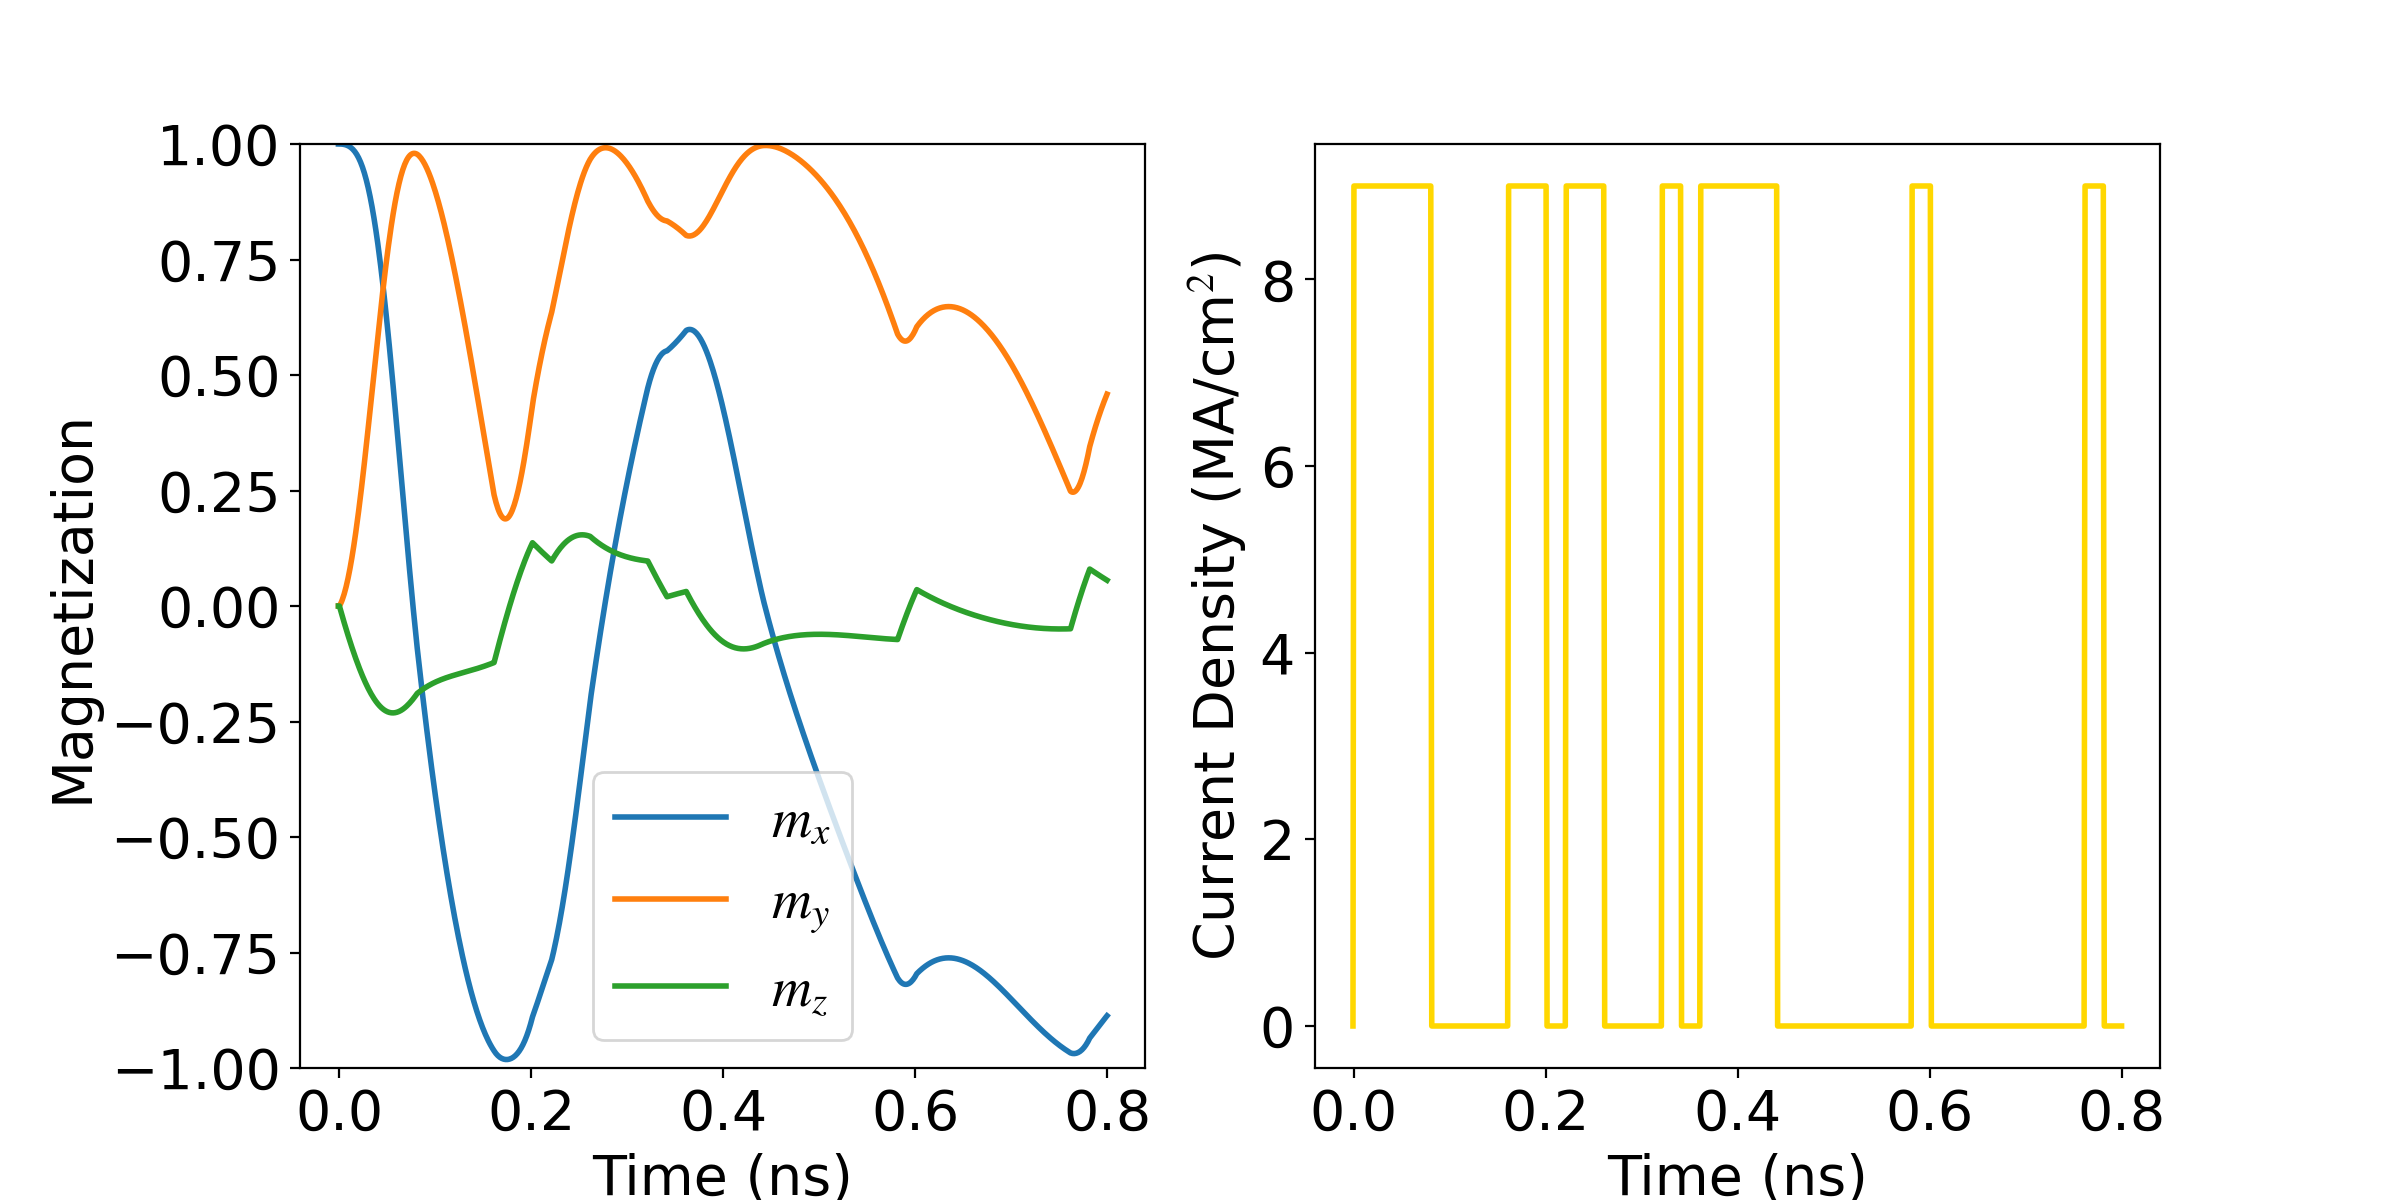 Magnetization
1.00
0.75
0.50
0.25
0.00
−0.25
−0.50
−0.75
−1.00
0.0 0.2 0.4 0.6 0.8
Time (ns)
m_x
m_y
m_z
Current Density (MA/cm²)
8
6
4
2
0
0.0 0.2 0.4 0.6 0.8
Time (ns)